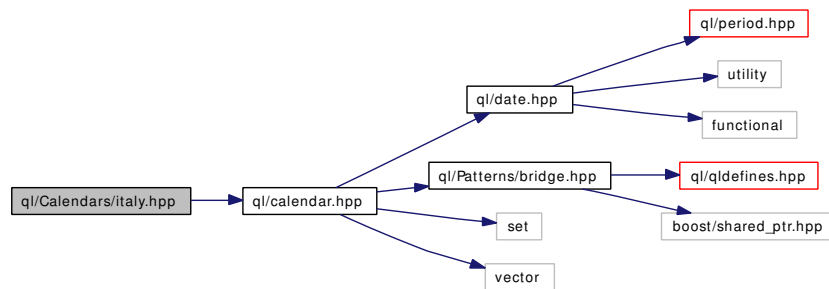 ql/period.hpp
utility
ql/date.hpp
functional
ql/Patterns/bridge.hpp
ql/qldefines.hpp
ql/Calendars/italy.hpp
ql/calendar.hpp
set
boost/shared_ptr.hpp
vector